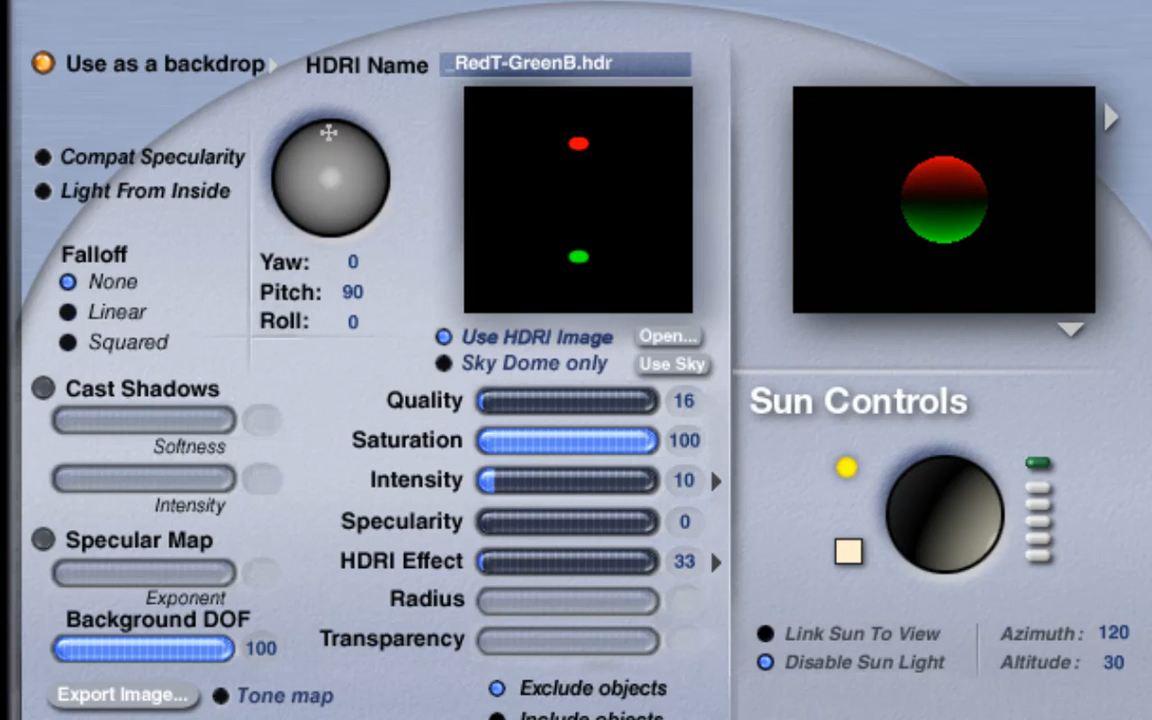 Use as a backdrop
HDRI Name _RedT-GreenB.hdr
Compat Specularity
Light From Inside
Falloff
None
Linear
Squared
Yaw: 0
Pitch: 90
Roll: 0
Use HDRI Image Open...
Sky Dome only Use Sky
Cast Shadows
Softness
Intensity
Specular Map
Exponent
Background DOF
100
Export Image... Tone map
Quality 16
Saturation 100
Intensity 10
Specularity 0
HDRI Effect 33
Radius
Transparency
Exclude objects
Include objects
Sun Controls
Link Sun To View
Disable Sun Light
Azimuth: 120
Altitude: 30